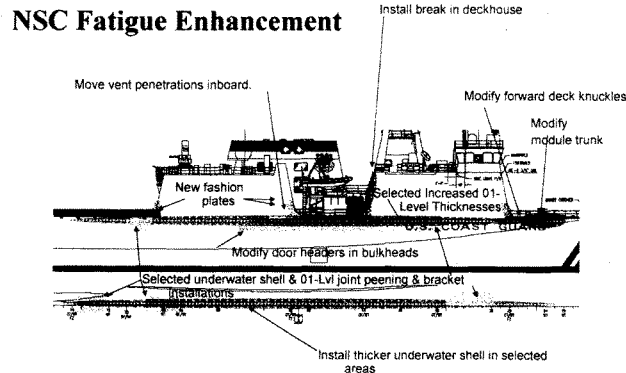 NSC Fatigue Enhancement
Install break in deckhouse
Move vent penetrations inboard.
Modify forward deck knuckles
Modify
module trunk
New fashion
plates
Selected Increased 01-
Level Thicknesses
U.S. COAST GUARD
Modify door headers in bulkheads
Selected underwater shell & 01-Lvl joint peening & bracket
Installations
Install thicker underwater shell in selected
areas